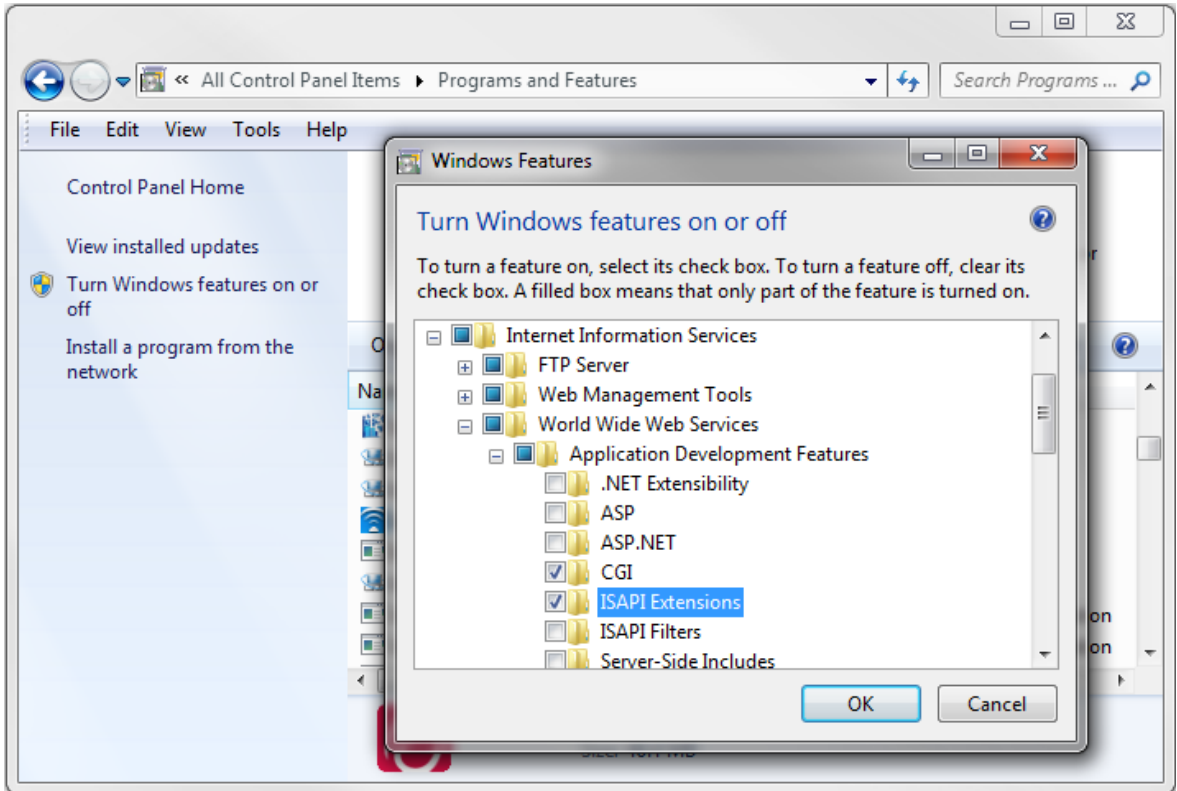 « All Control Panel Items ▸ Programs and Features
Search Programs ...
File Edit View Tools Help
Control Panel Home
View installed updates
Turn Windows features on or
off
Install a program from the
network
Windows Features
Turn Windows features on or off
To turn a feature on, select its check box. To turn a feature off, clear its
check box. A filled box means that only part of the feature is turned on.
Internet Information Services
FTP Server
Web Management Tools
World Wide Web Services
Application Development Features
.NET Extensibility
ASP
ASP.NET
CGI
ISAPI Extensions
ISAPI Filters
Server-Side Includes
OK Cancel